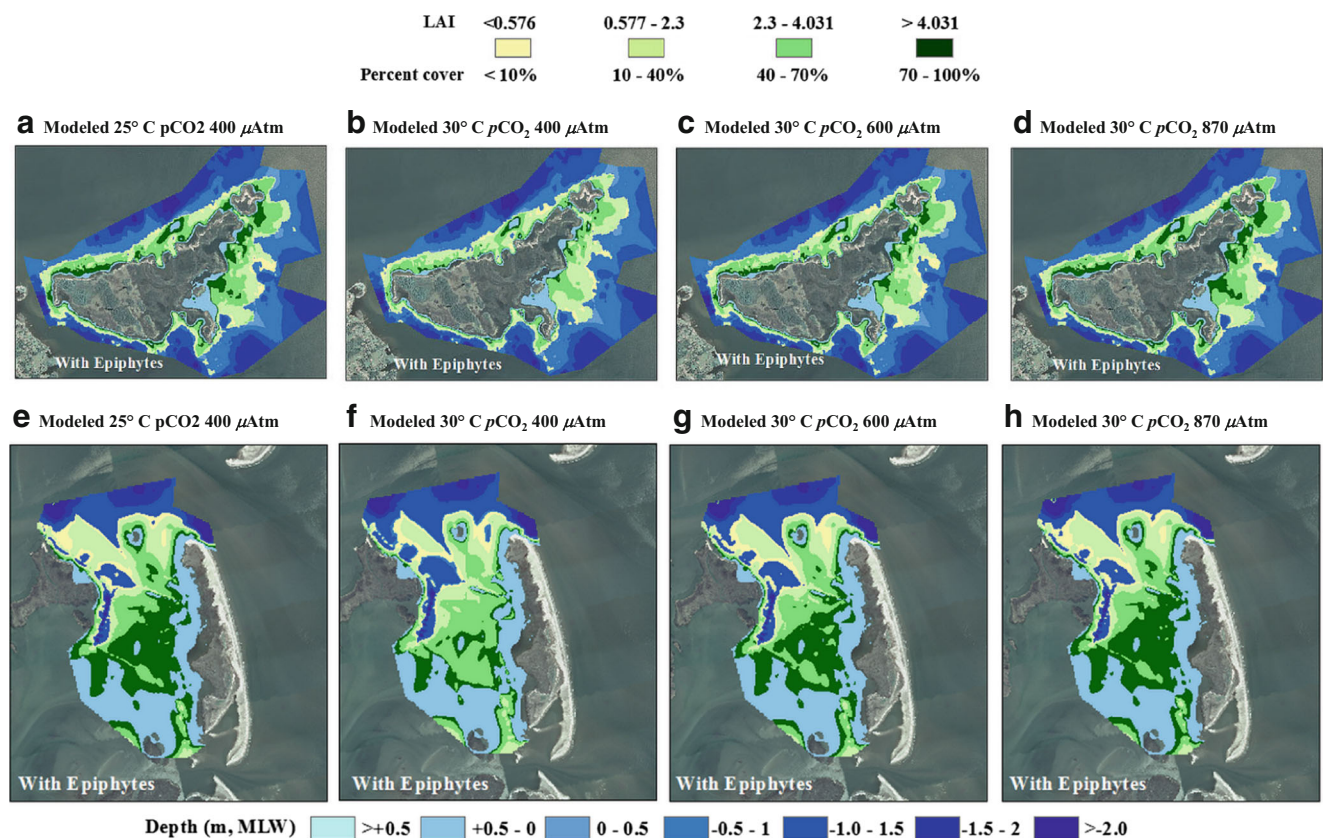 LAI <0.576 0.577 - 2.3 2.3 - 4.031 > 4.031
Percent cover < 10% 10 - 40% 40 - 70% 70 - 100%
a Modeled 25° C pCO2 400 μAtm
b Modeled 30° C pCO₂ 400 μAtm
c Modeled 30° C pCO₂ 600 μAtm
d Modeled 30° C pCO₂ 870 μAtm
With Epiphytes
With Epiphytes
With Epiphytes
With Epiphytes
e Modeled 25° C pCO2 400 μAtm
f Modeled 30° C pCO₂ 400 μAtm
g Modeled 30° C pCO₂ 600 μAtm
h Modeled 30° C pCO₂ 870 μAtm
With Epiphytes
With Epiphytes
With Epiphytes
With Epiphytes
Depth (m, MLW) >+0.5 +0.5 - 0 0 - 0.5 -0.5 - 1 -1.0 - 1.5 -1.5 - 2 >-2.0